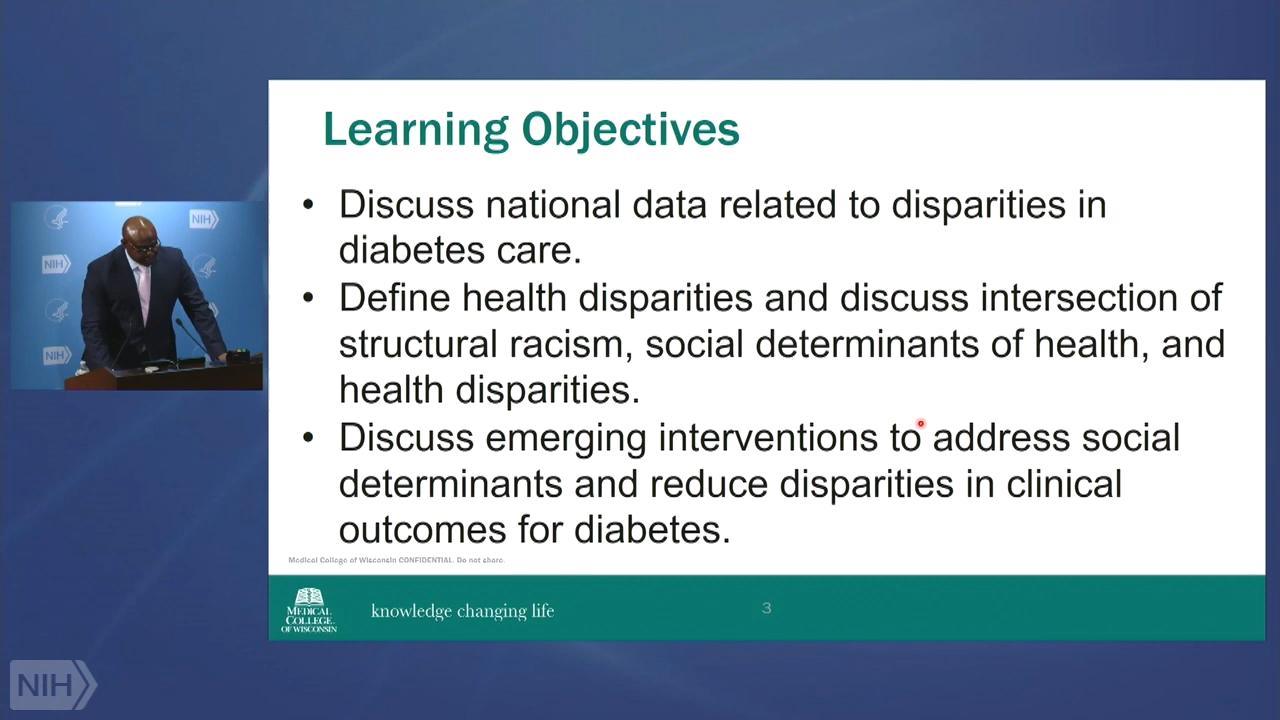 Learning Objectives
• Discuss national data related to disparities in
diabetes care.
• Define health disparities and discuss intersection of
structural racism, social determinants of health, and
health disparities.
• Discuss emerging interventions to address social
determinants and reduce disparities in clinical
outcomes for diabetes.
Medical College of Wisconsin CONFIDENTIAL. Do not share.
MEDICAL
COLLEGE
OF WISCONSIN
knowledge changing life
3
NIH
NIH
NIH
NIH